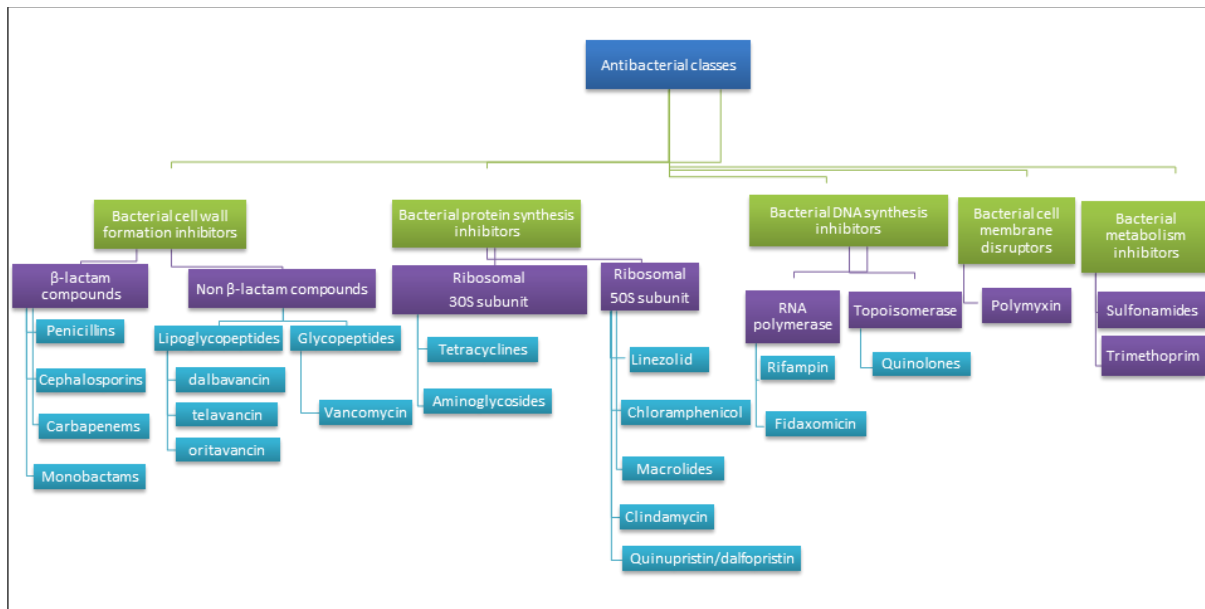 Antibacterial classes
Bacterial cell wall
formation inhibitors
Bacterial protein synthesis
inhibitors
Bacterial DNA synthesis
inhibitors
Bacterial cell
membrane
disruptors
Bacterial
metabolism
inhibitors
β-lactam
compounds
Non β-lactam compounds
Ribosomal
30S subunit
Ribosomal
50S subunit
RNA
polymerase
Topoisomerase
Polymyxin
Sulfonamides
Trimethoprim
Penicillins
Cephalosporins
Carbapenems
Monobactams
Lipoglycopeptides
dalbavancin
telavancin
oritavancin
Glycopeptides
Vancomycin
Tetracyclines
Aminoglycosides
Linezolid
Chloramphenicol
Macrolides
Clindamycin
Quinupristin/dalfopristin
Rifampin
Fidaxomicin
Quinolones